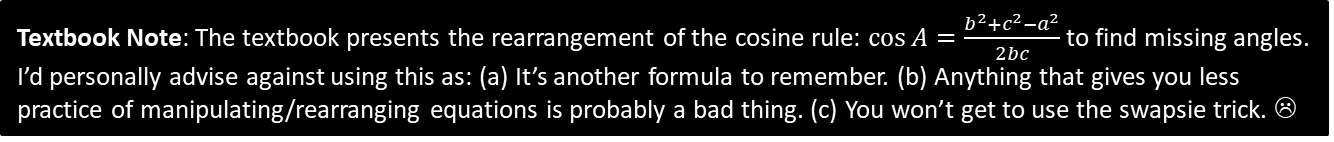 Textbook Note: The textbook presents the rearrangement of the cosine rule: cos A = \frac{b²+c²−a²}{2bc} to find missing angles.
I’d personally advise against using this as: (a) It’s another formula to remember. (b) Anything that gives you less
practice of manipulating/rearranging equations is probably a bad thing. (c) You won’t get to use the swapsie trick. ☹